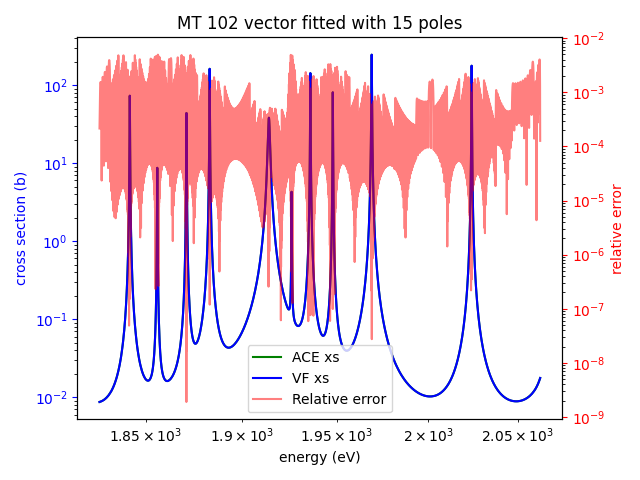 MT 102 vector fitted with 15 poles
10²
10¹
10⁰
10⁻¹
10⁻²
cross section (b)
10⁻²
10⁻³
10⁻⁴
10⁻⁵
10⁻⁶
10⁻⁷
10⁻⁸
10⁻⁹
relative error
ACE xs
VF xs
Relative error
1.85 × 10³ 1.9 × 10³ 1.95 × 10³ 2 × 10³ 2.05 × 10³
energy (eV)